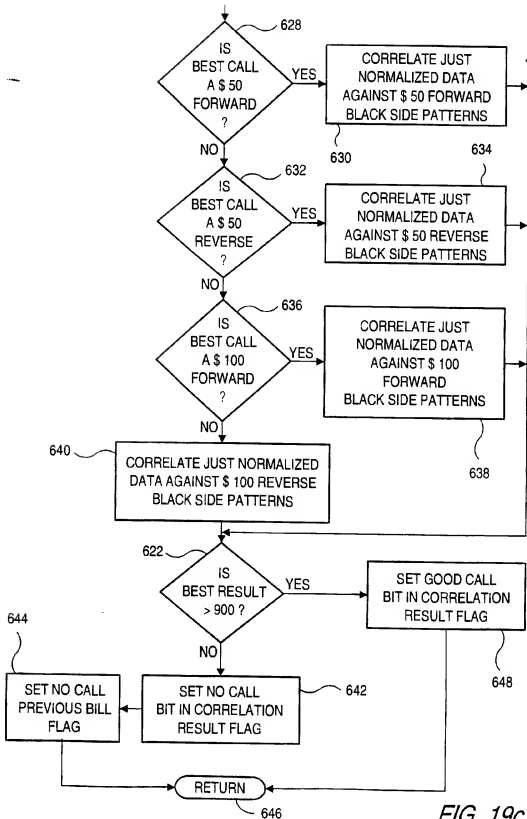 628
IS
BEST CALL
A $ 50
FORWARD
?
YES
CORRELATE JUST
NORMALIZED DATA
AGAINST $ 50 FORWARD
BLACK SIDE PATTERNS
630
NO
632
IS
BEST CALL
A $ 50
REVERSE
?
YES
634
CORRELATE JUST
NORMALIZED DATA
AGAINST $ 50 REVERSE
BLACK SIDE PATTERNS
NO
636
IS
BEST CALL
A $ 100
FORWARD
?
YES
CORRELATE JUST
NORMALIZED DATA
AGAINST $ 100
FORWARD
BLACK SIDE PATTERNS
638
NO
640
CORRELATE JUST NORMALIZED
DATA AGAINST $ 100 REVERSE
BLACK SIDE PATTERNS
622
IS
BEST RESULT
> 900 ?
YES
SET GOOD CALL
BIT IN CORRELATION
RESULT FLAG
648
NO
644
SET NO CALL
PREVIOUS BILL
FLAG
SET NO CALL
BIT IN CORRELATION
RESULT FLAG
642
RETURN
646
FIG. 19c